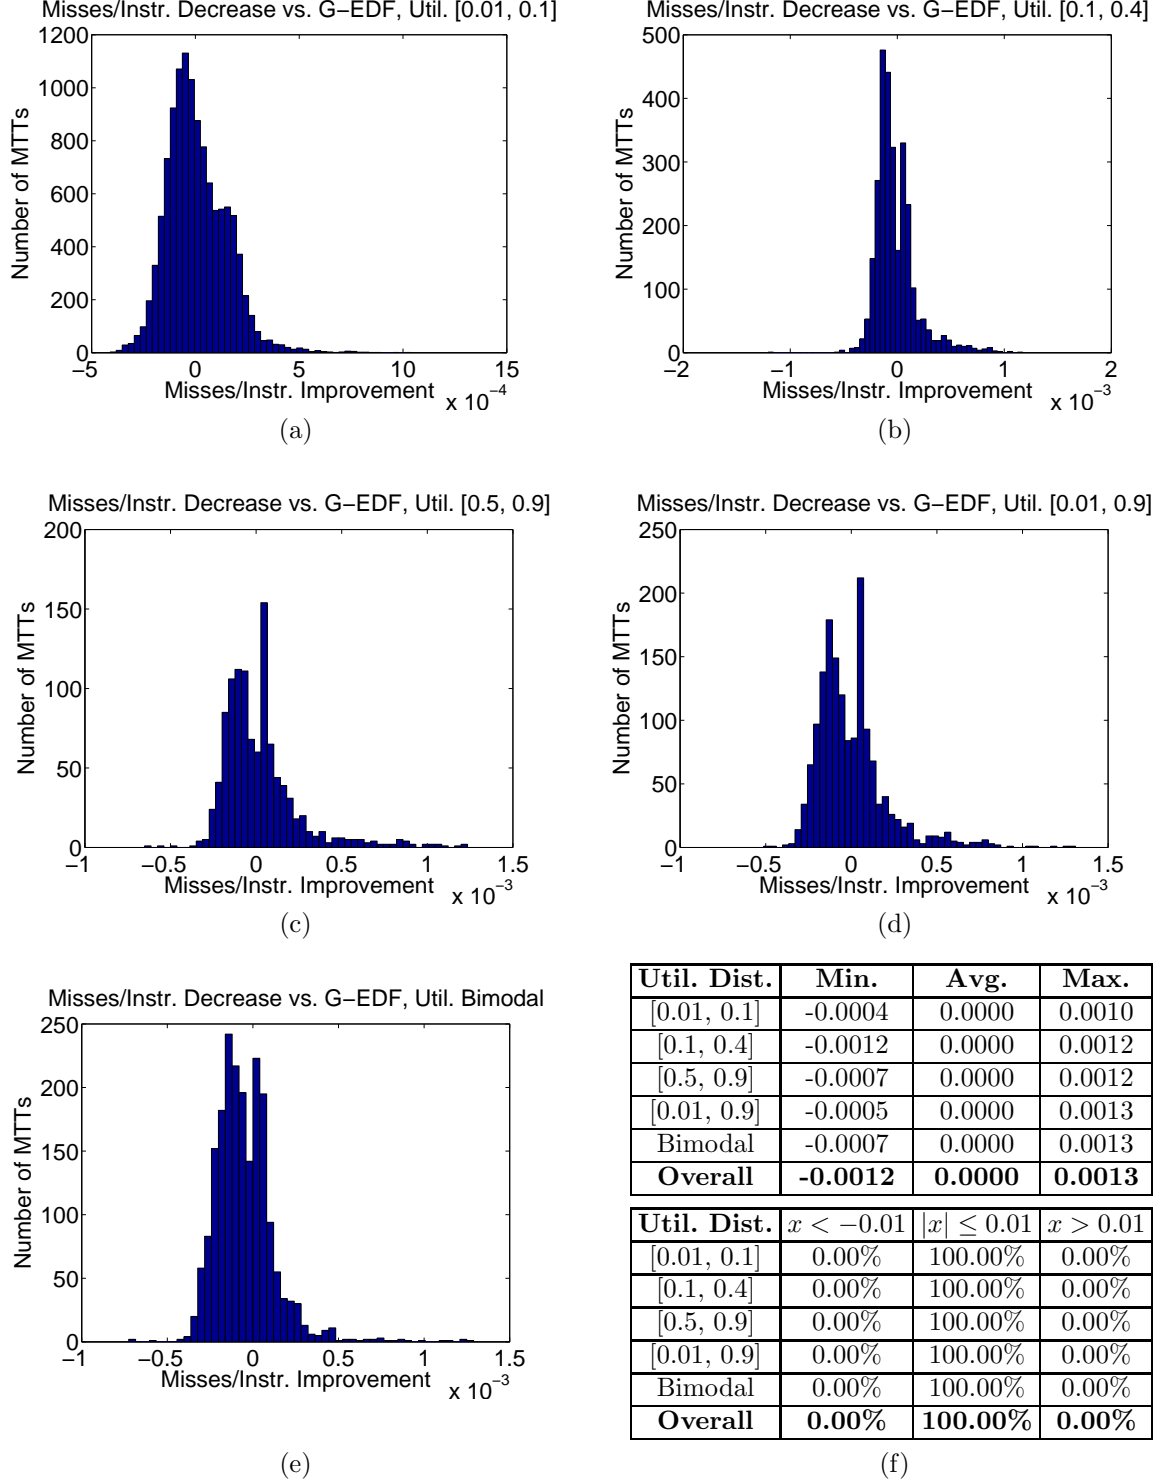 Misses/Instr. Decrease vs. G−EDF, Util. [0.01, 0.1]
1200
1000
800
600
400
200
0
Number of MTTs
−5 0 5 10 15
Misses/Instr. Improvement
x 10−4
(a)
Misses/Instr. Decrease vs. G−EDF, Util. [0.1, 0.4]
500
400
300
200
100
0
Number of MTTs
−2 −1 0 1 2
Misses/Instr. Improvement
x 10−3
(b)
Misses/Instr. Decrease vs. G−EDF, Util. [0.5, 0.9]
200
150
100
50
0
Number of MTTs
−1 −0.5 0 0.5 1 1.5
Misses/Instr. Improvement
x 10−3
(c)
Misses/Instr. Decrease vs. G−EDF, Util. [0.01, 0.9]
250
200
150
100
50
0
Number of MTTs
−1 −0.5 0 0.5 1 1.5
Misses/Instr. Improvement
x 10−3
(d)
Misses/Instr. Decrease vs. G−EDF, Util. Bimodal
250
200
150
100
50
0
Number of MTTs
−1 −0.5 0 0.5 1 1.5
Misses/Instr. Improvement
x 10−3
(e)
Util. Dist. Min. Avg. Max.
[0.01, 0.1] -0.0004 0.0000 0.0010
[0.1, 0.4] -0.0012 0.0000 0.0012
[0.5, 0.9] -0.0007 0.0000 0.0012
[0.01, 0.9] -0.0005 0.0000 0.0013
Bimodal -0.0007 0.0000 0.0013
Overall -0.0012 0.0000 0.0013
Util. Dist. x < −0.01 |x| ≤ 0.01 x > 0.01
[0.01, 0.1] 0.00% 100.00% 0.00%
[0.1, 0.4] 0.00% 100.00% 0.00%
[0.5, 0.9] 0.00% 100.00% 0.00%
[0.01, 0.9] 0.00% 100.00% 0.00%
Bimodal 0.00% 100.00% 0.00%
Overall 0.00% 100.00% 0.00%
(f)